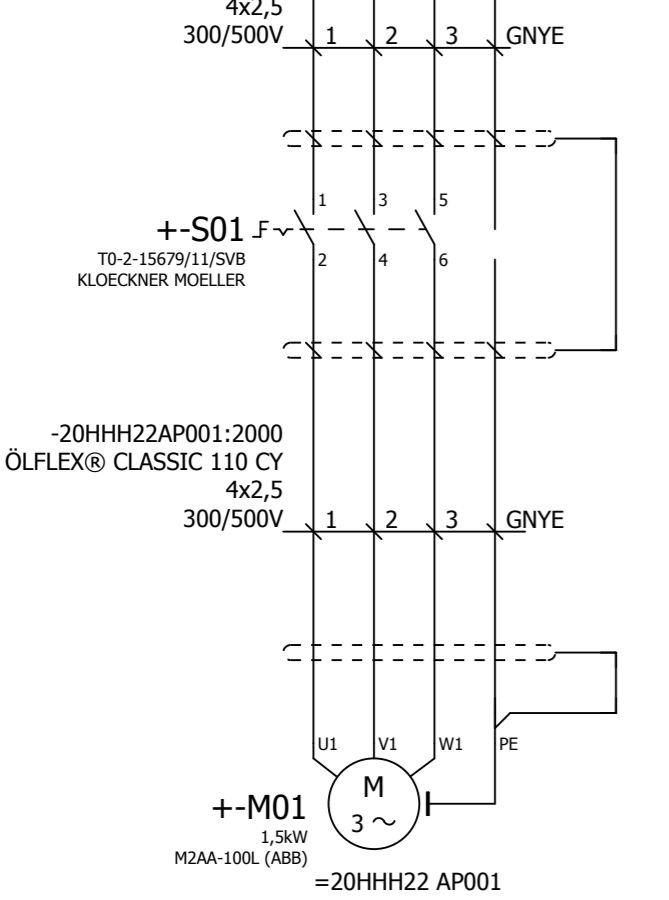 4x2,5
300/500V 1 2 3 GNYE
1 3 5
+-S01
T0-2-15679/11/SVB
KLOECKNER MOELLER
2 4 6
-20HHH22AP001:2000
ÖLFLEX® CLASSIC 110 CY
4x2,5
300/500V 1 2 3 GNYE
U1 V1 W1 PE
M
3 ~
+-M01
1,5kW
M2AA-100L (ABB)
=20HHH22 AP001